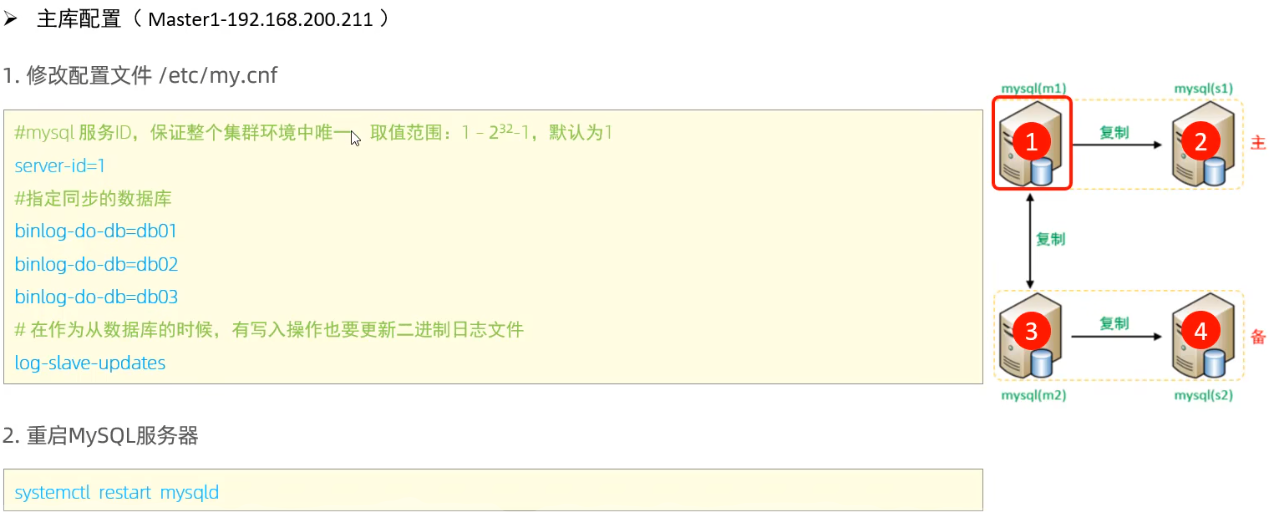 ➢ 主库配置（ Master1-192.168.200.211 ）
1. 修改配置文件 /etc/my.cnf
#mysql 服务ID，保证整个集群环境中唯一，取值范围：1 – 2³²-1，默认为1
server-id=1
#指定同步的数据库
binlog-do-db=db01
binlog-do-db=db02
binlog-do-db=db03
# 在作为从数据库的时候，有写入操作也要更新二进制日志文件
log-slave-updates
2. 重启MySQL服务器
systemctl restart mysqld
mysql(m1)
mysql(s1)
1
复制
2
主
复制
3
复制
4
备
mysql(m2)
mysql(s2)